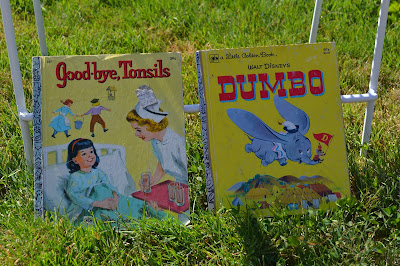 Good-bye, Tonsils
a Little Golden Book
WALT DISNEY'S
DUMBO